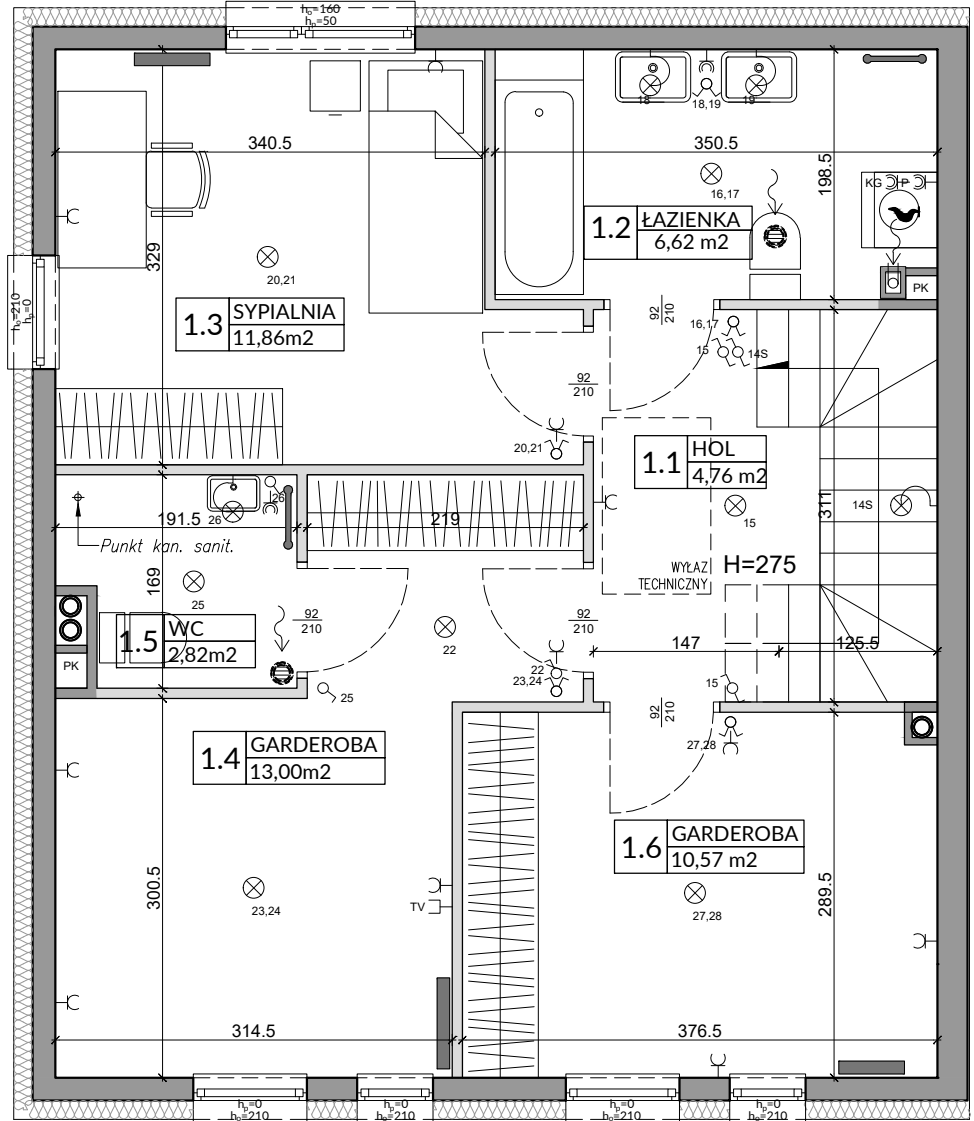 hₒ=160
hₚ=50
18
18,19
19
340.5
350.5
198.5
16,17
KG
P
1.2
ŁAZIENKA
6,62 m2
329
20,21
PK
hₒ=210
hₚ=0
1.3
SYPIALNIA
11,86m2
92
210
16,17
15
14S
92
210
20,21
1.1
HOL
4,76 m2
26
191.5
26
219
15
311
14S
Punkt kan. sanit.
WYŁAZ
TECHNICZNY
H=275
169
25
92
210
92
210
1.5
WC
2,82m2
22
147
125.5
PK
22
23,24
25
15
92
210
27,28
1.4
GARDEROBA
13,00m2
1.6
GARDEROBA
10,57 m2
300.5
289.5
23,24
TV
27,28
314.5
376.5
hₚ=0
hₒ=210
hₚ=0
hₒ=210
hₚ=0
hₒ=210
hₚ=0
hₒ=210